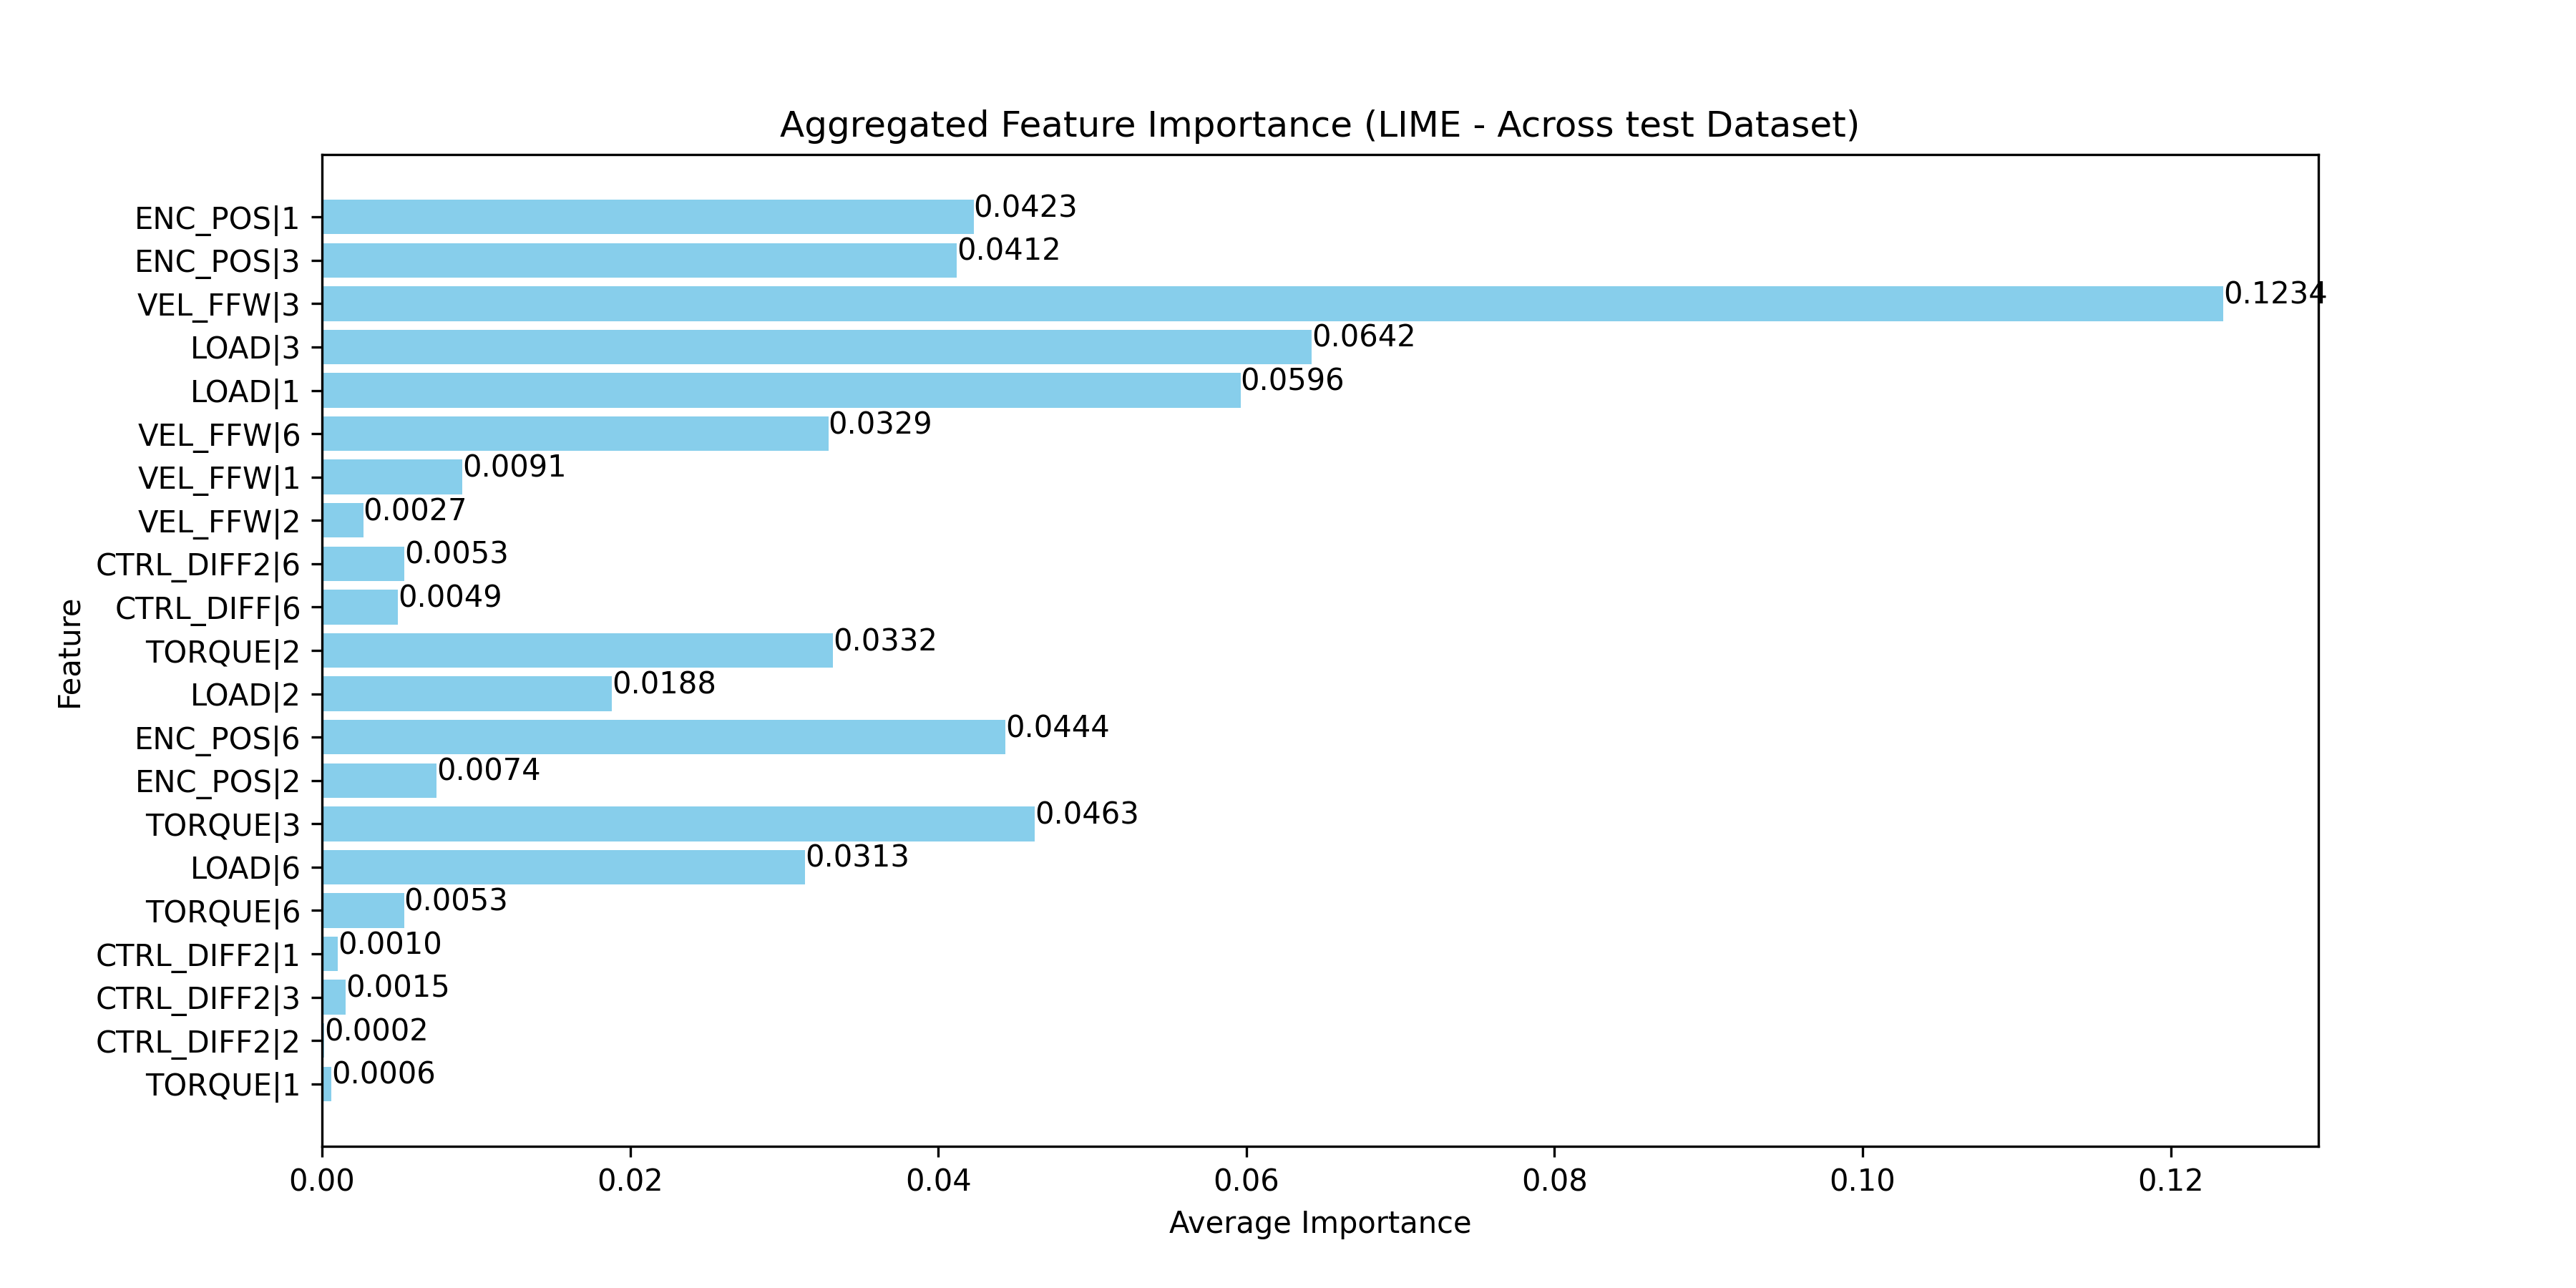 Aggregated Feature Importance (LIME - Across test Dataset)
ENC_POS|1 0.0423
ENC_POS|3 0.0412
VEL_FFW|3 0.1234
LOAD|3 0.0642
LOAD|1 0.0596
VEL_FFW|6 0.0329
VEL_FFW|1 0.0091
VEL_FFW|2 0.0027
CTRL_DIFF2|6 0.0053
CTRL_DIFF|6 0.0049
TORQUE|2 0.0332
LOAD|2 0.0188
ENC_POS|6 0.0444
ENC_POS|2 0.0074
TORQUE|3 0.0463
LOAD|6 0.0313
TORQUE|6 0.0053
CTRL_DIFF2|1 0.0010
CTRL_DIFF2|3 0.0015
CTRL_DIFF2|2 0.0002
TORQUE|1 0.0006
Feature
0.00 0.02 0.04 0.06 0.08 0.10 0.12
Average Importance